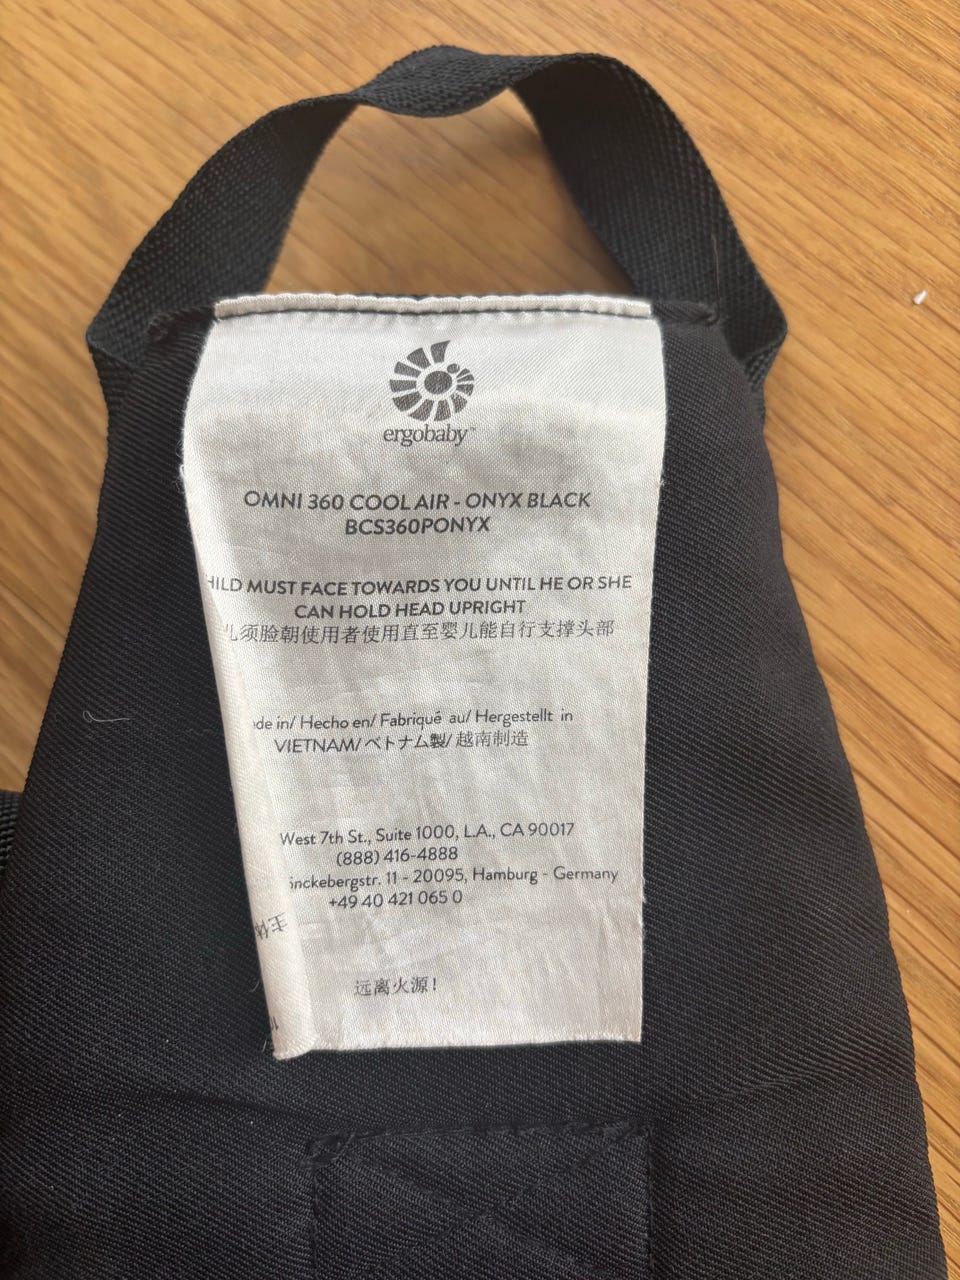 ergobaby™
OMNI 360 COOL AIR - ONYX BLACK
BCS360PONYX
HILD MUST FACE TOWARDS YOU UNTIL HE OR SHE
CAN HOLD HEAD UPRIGHT
儿须脸朝使用者使用直至婴儿能自行支撑头部
de in/ Hecho en/ Fabriqué au/ Hergestellt in
VIETNAM/ベトナム製/越南制造
West 7th St., Suite 1000, L.A., CA 90017
(888) 416-4888
önckebergstr. 11 - 20095, Hamburg - Germany
+49 40 421 065 0
主体
远离火源!